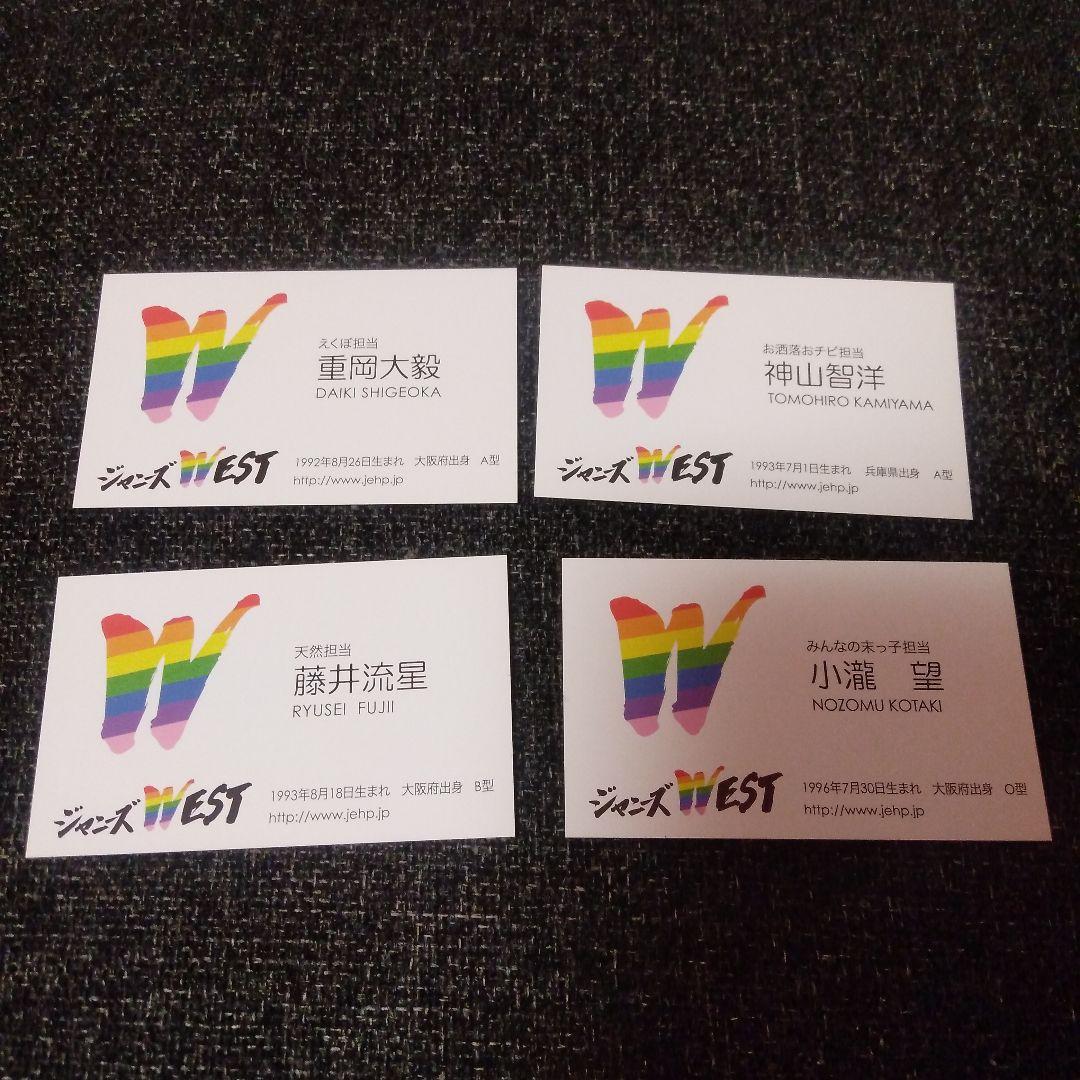 W
えくぼ担当
重岡大毅
DAIKI SHIGEOKA
ジャニーズWEST
1992年8月26日生まれ 大阪府出身 A型
http://www.jehp.jp
W
お洒落おチビ担当
神山智洋
TOMOHIRO KAMIYAMA
ジャニーズWEST
1993年7月1日生まれ 兵庫県出身 A型
http://www.jehp.jp
W
天然担当
藤井流星
RYUSEI FUJII
ジャニーズWEST
1993年8月18日生まれ 大阪府出身 B型
http://www.jehp.jp
W
みんなの末っ子担当
小瀧 望
NOZOMU KOTAKI
ジャニーズWEST
1996年7月30日生まれ 大阪府出身 O型
http://www.jehp.jp